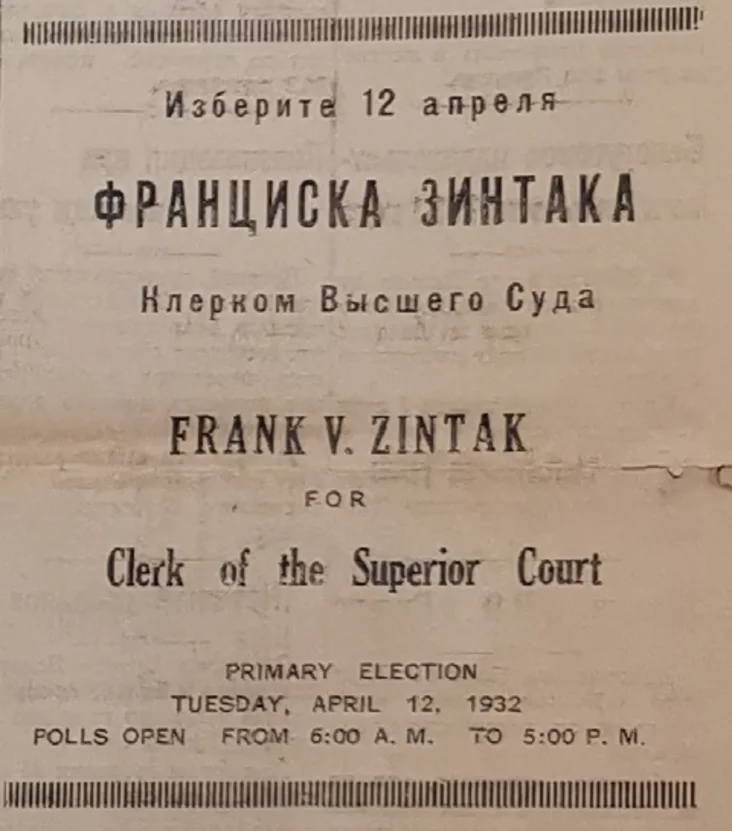 Изберите 12 апреля
ФРАНЦИСКА ЗИНТАКА
Клерком Высшего Суда
FRANK V. ZINTAK
FOR
Clerk of the Superior Court
PRIMARY ELECTION
TUESDAY, APRIL 12, 1932
POLLS OPEN FROM 6:00 A. M. TO 5:00 P. M.